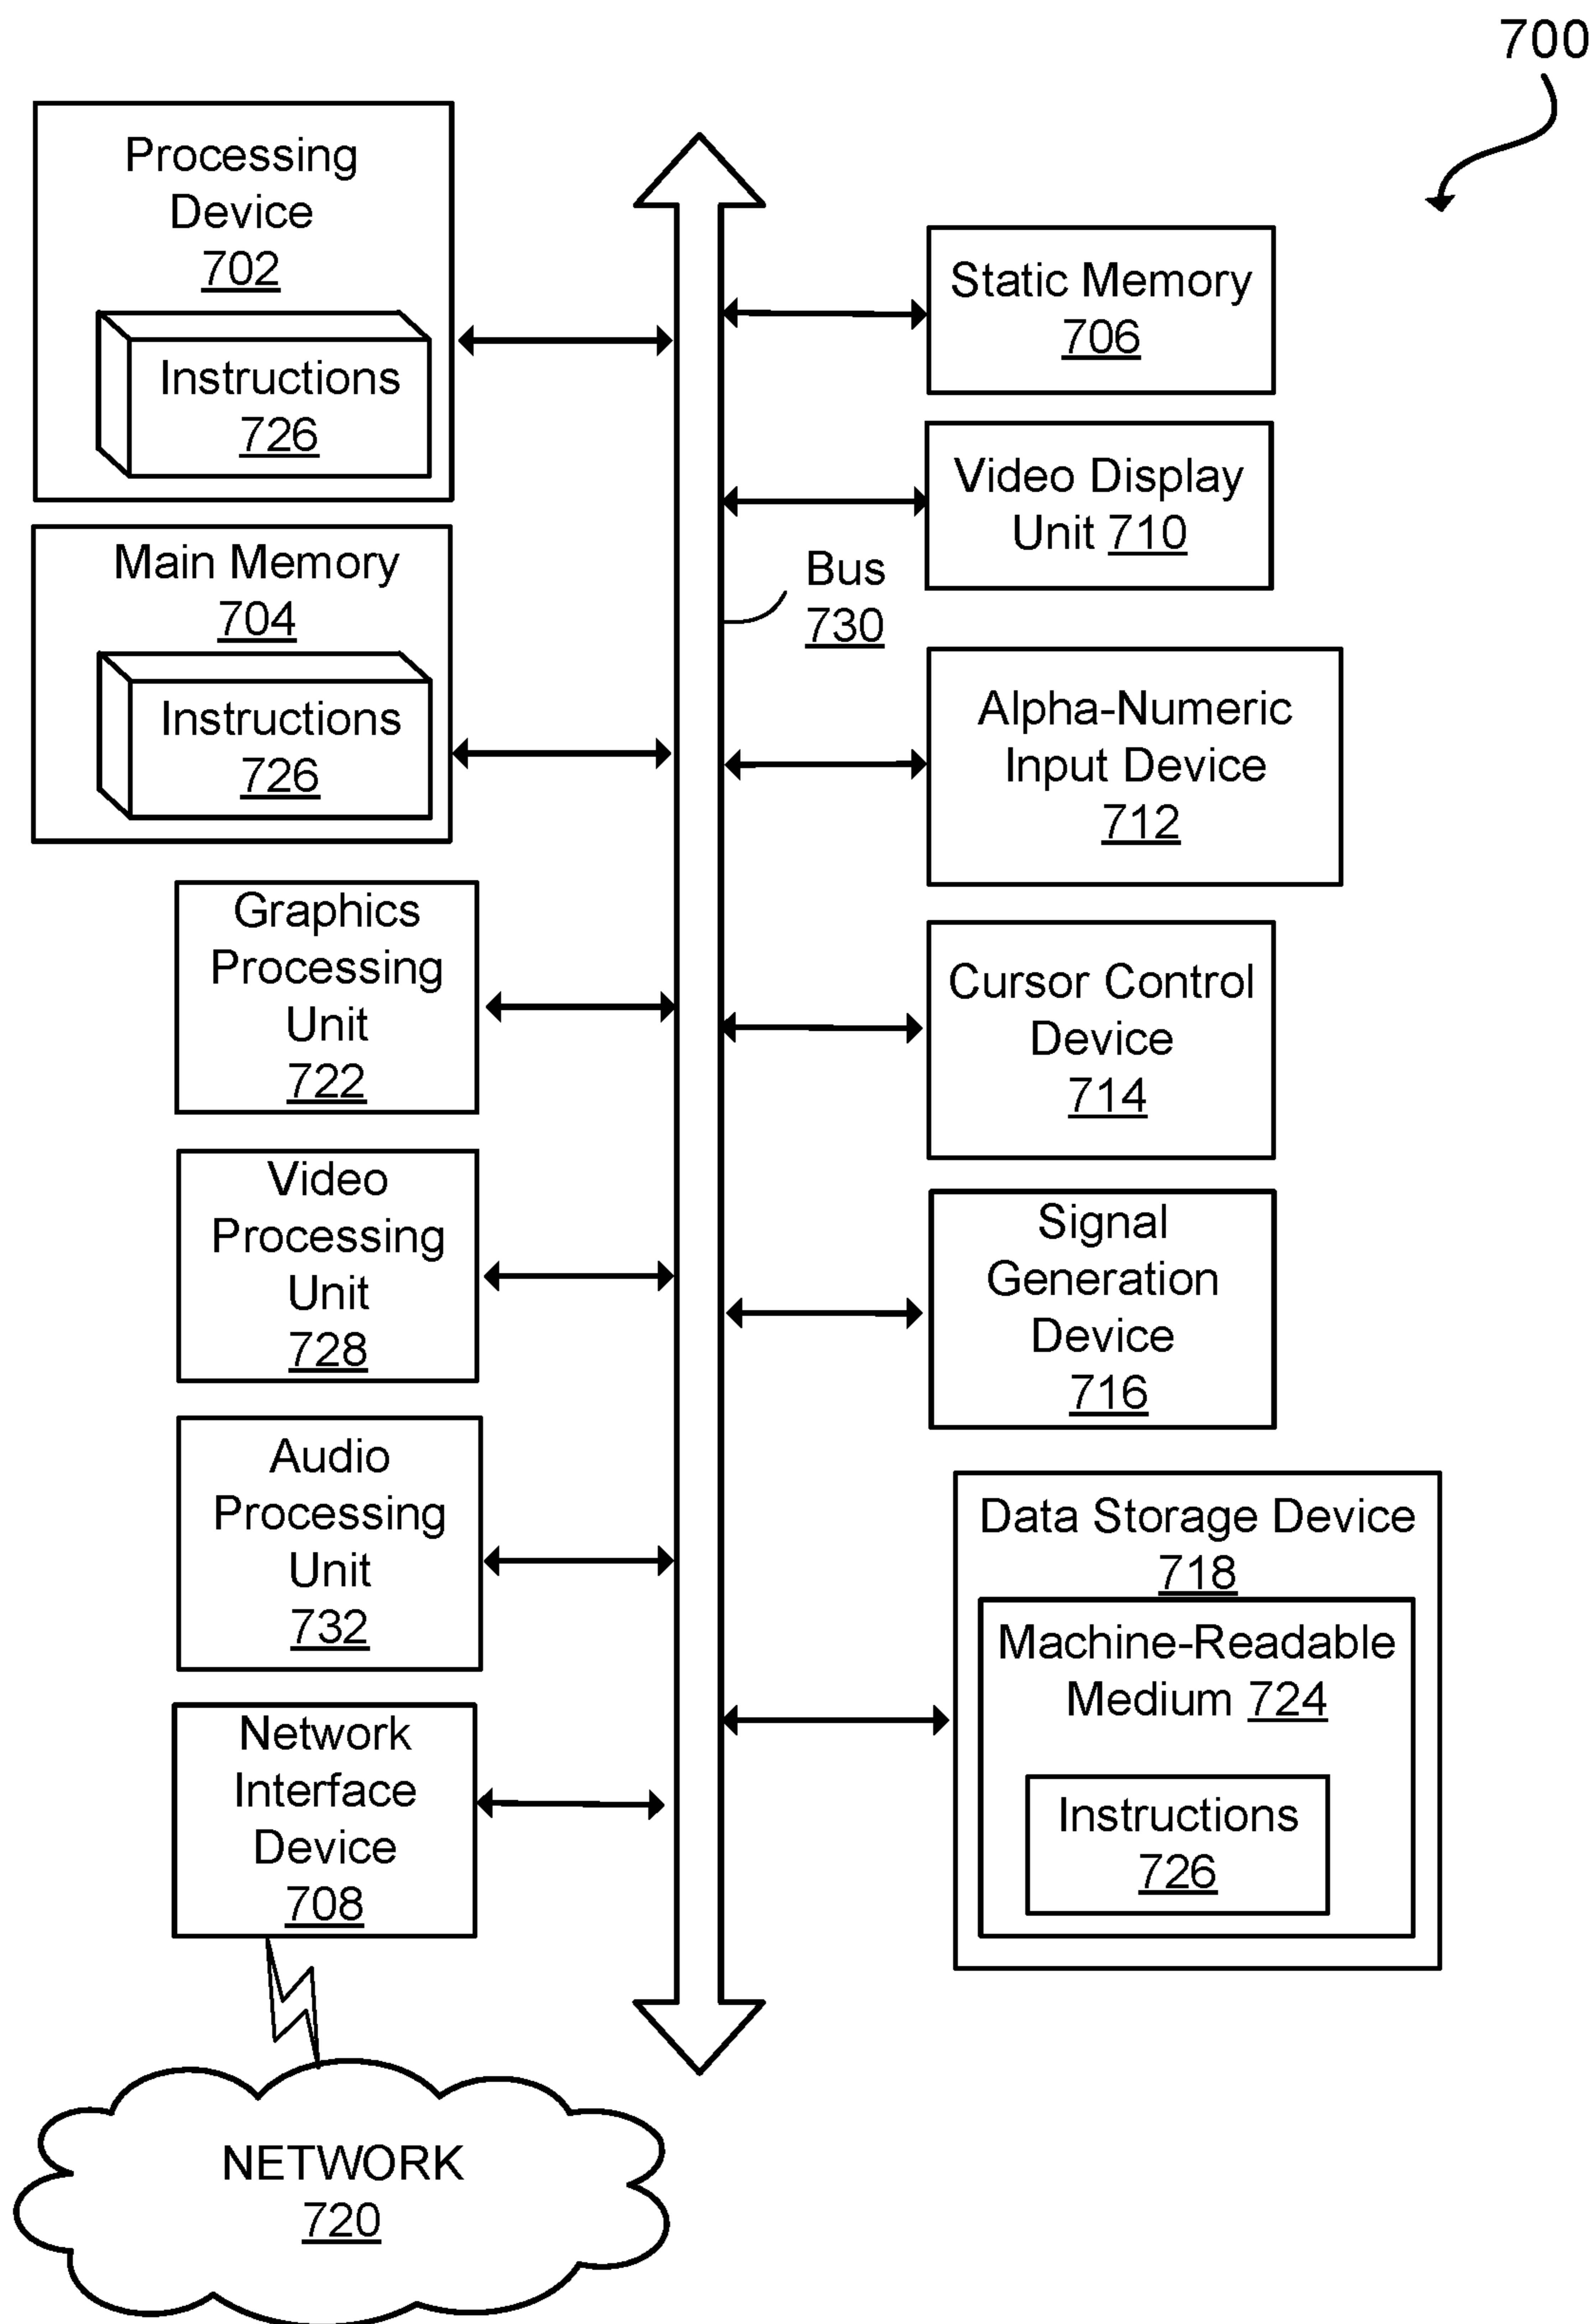 700
Processing
Device
702
Instructions
726
Main Memory
704
Instructions
726
Graphics
Processing
Unit
722
Video
Processing
Unit
728
Audio
Processing
Unit
732
Network
Interface
Device
708
NETWORK
720
Bus
730
Static Memory
706
Video Display
Unit 710
Alpha-Numeric
Input Device
712
Cursor Control
Device
714
Signal
Generation
Device
716
Data Storage Device
718
Machine-Readable
Medium 724
Instructions
726